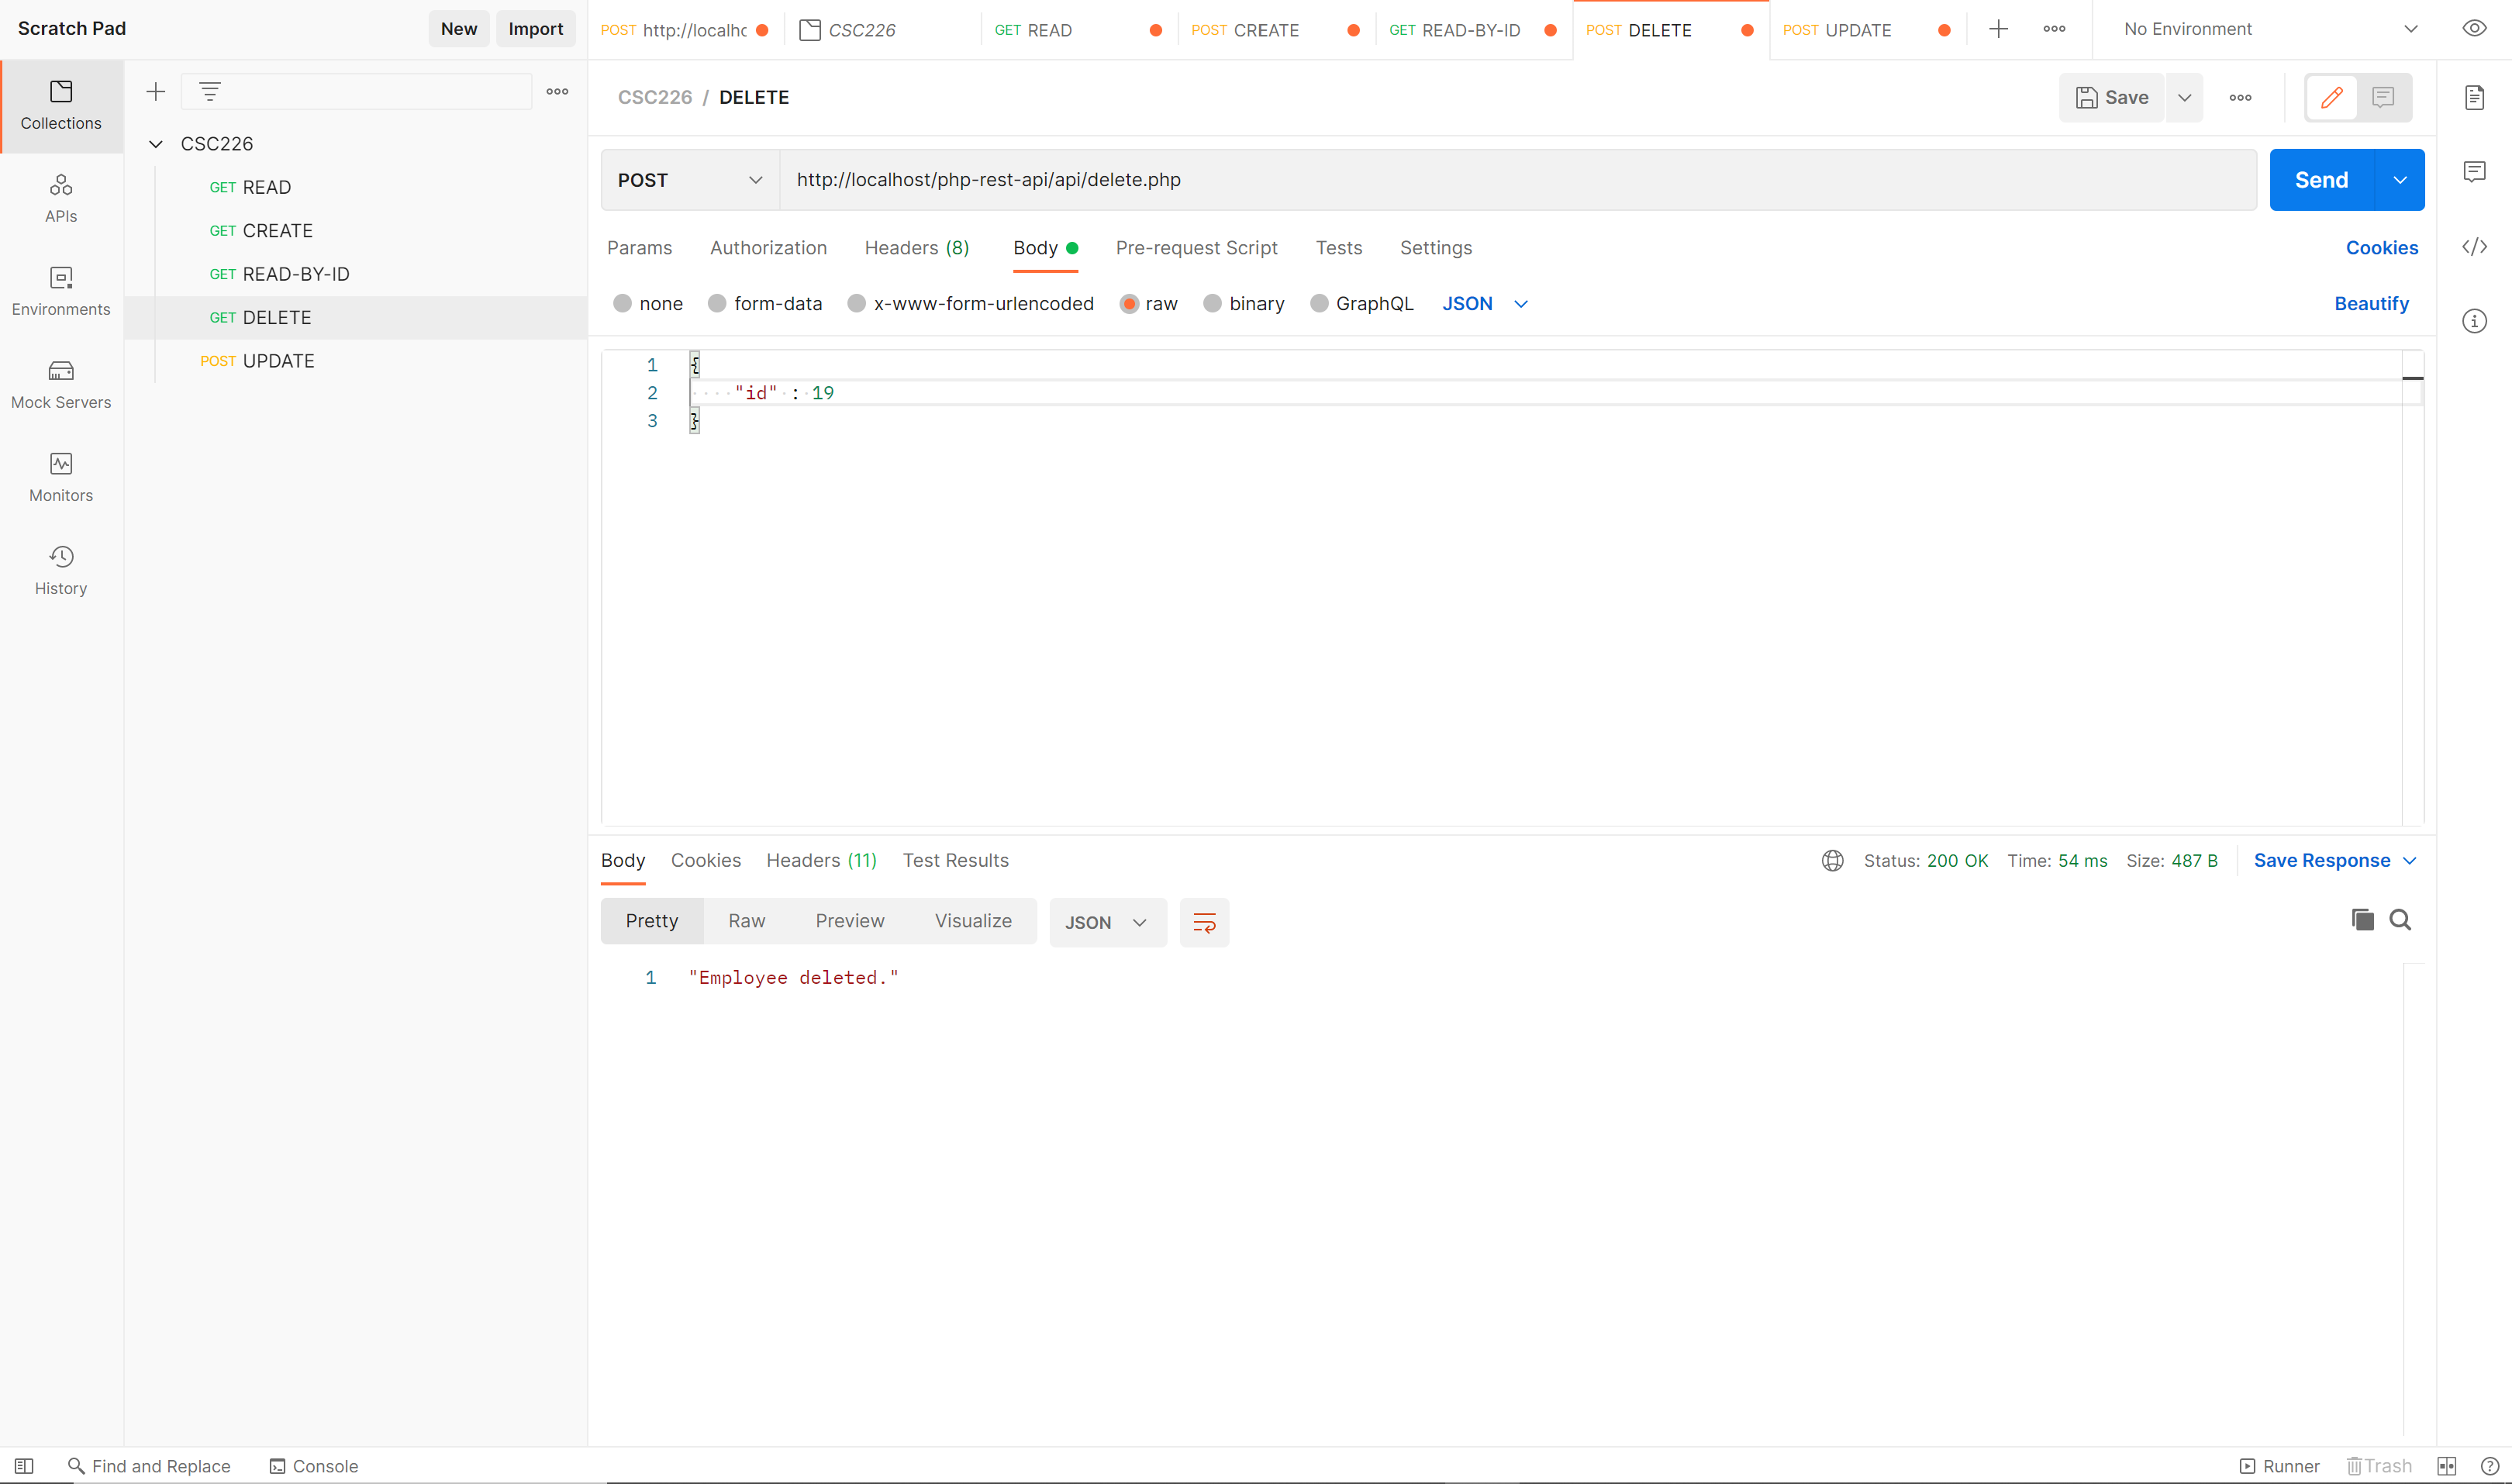 Scratch Pad
New
Import
POST http://localhc
CSC226
GET READ
POST CREATE
GET READ-BY-ID
POST DELETE
POST UPDATE
No Environment
Collections
APIs
Environments
Mock Servers
Monitors
History
CSC226
GET READ
GET CREATE
GET READ-BY-ID
GET DELETE
POST UPDATE
CSC226 / DELETE
Save
POST
http://localhost/php-rest-api/api/delete.php
Send
Params
Authorization
Headers (8)
Body
Pre-request Script
Tests
Settings
Cookies
none
form-data
x-www-form-urlencoded
raw
binary
GraphQL
JSON
Beautify
1 {
2 "id" : 19
3 }
Body
Cookies
Headers (11)
Test Results
Status: 200 OK
Time: 54 ms
Size: 487 B
Save Response
Pretty
Raw
Preview
Visualize
JSON
1 "Employee deleted."
Find and Replace
Console
Runner
Trash